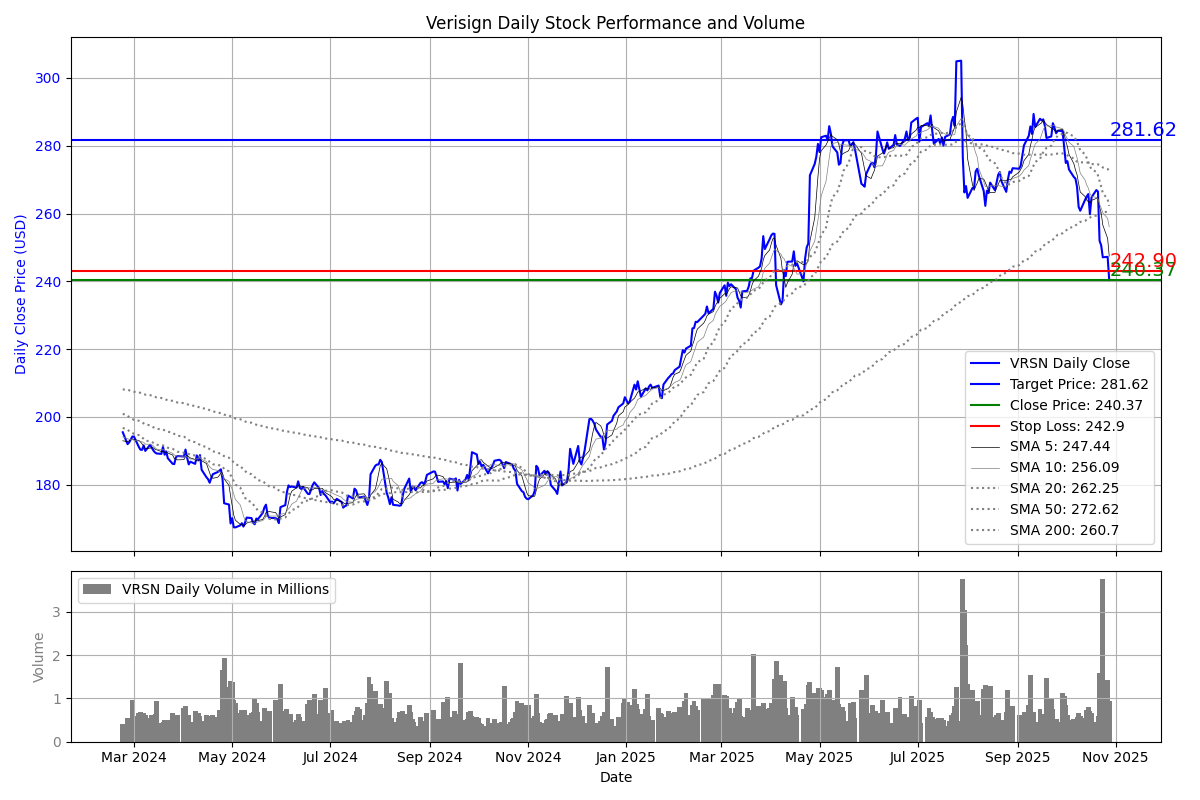 Verisign Daily Stock Performance and Volume
Daily Close Price (USD)
300
280
260
240
220
200
180
281.62
242.90
240.37
VRSN Daily Close
Target Price: 281.62
Close Price: 240.37
Stop Loss: 242.9
SMA 5: 247.44
SMA 10: 256.09
SMA 20: 262.25
SMA 50: 272.62
SMA 200: 260.7
VRSN Daily Volume in Millions
Volume
3
2
1
0
Mar 2024 May 2024 Jul 2024 Sep 2024 Nov 2024 Jan 2025 Mar 2025 May 2025 Jul 2025 Sep 2025 Nov 2025
Date